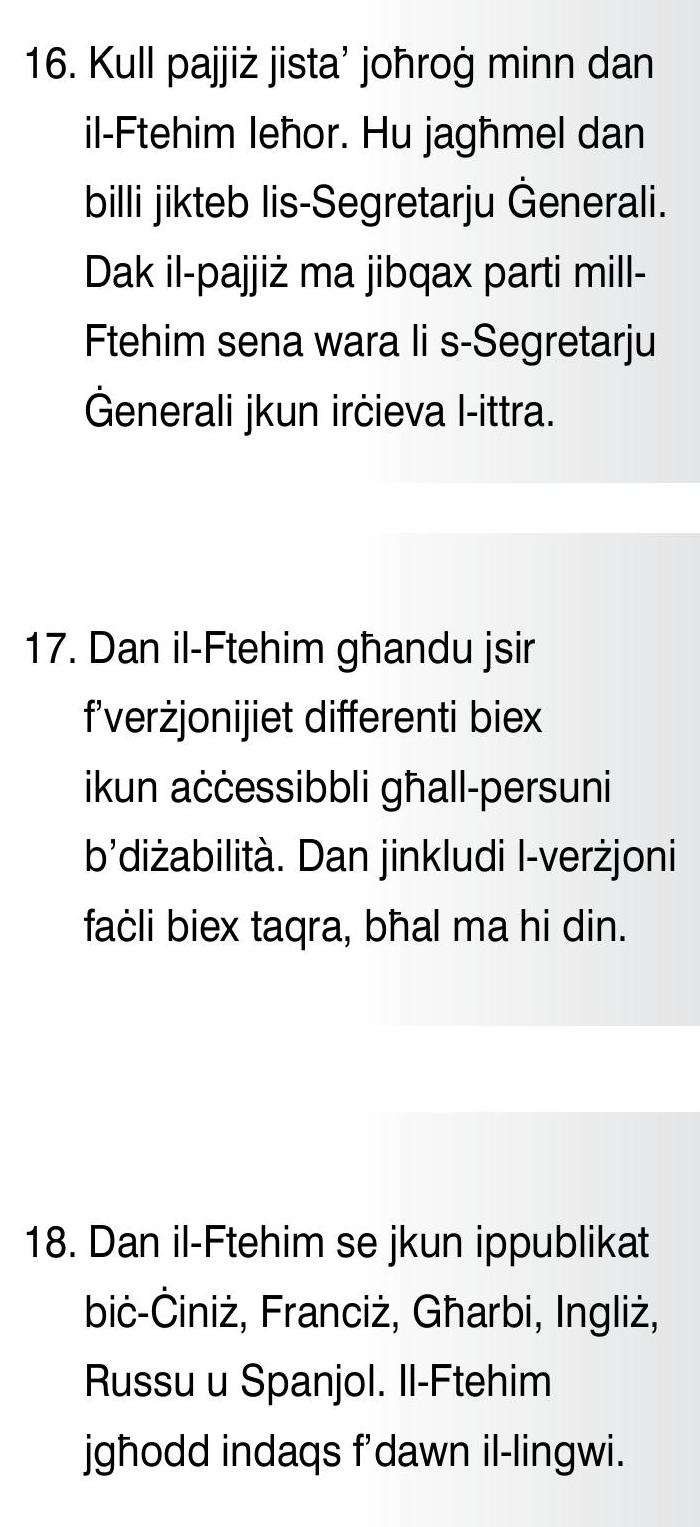 16. Kull pajjiż jista’ joħroġ minn dan
il-Ftehim Ieħor. Hu jagħmel dan
billi jikteb lis-Segretarju Ġenerali.
Dak il-pajjiż ma jibqax parti mill-
Ftehim sena wara li s-Segretarju
Ġenerali jkun irċieva l-ittra.
17. Dan il-Ftehim għandu jsir
f’verżjonijiet differenti biex
ikun aċċessibbli għall-persuni
b’diżabilità. Dan jinkludi l-verżjoni
faċli biex taqra, bħal ma hi din.
18. Dan il-Ftehim se jkun ippublikat
biċ-Ċiniż, Franċiż, Għarbi, Ingliż,
Russu u Spanjol. Il-Ftehim
jgħodd indaqs f’dawn il-lingwi.